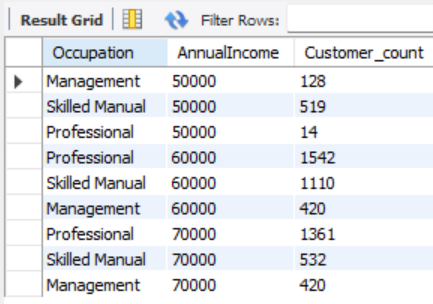 Result Grid Filter Rows:
Occupation AnnualIncome Customer_count
Management 50000 128
Skilled Manual 50000 519
Professional 50000 14
Professional 60000 1542
Skilled Manual 60000 1110
Management 60000 420
Professional 70000 1361
Skilled Manual 70000 532
Management 70000 420